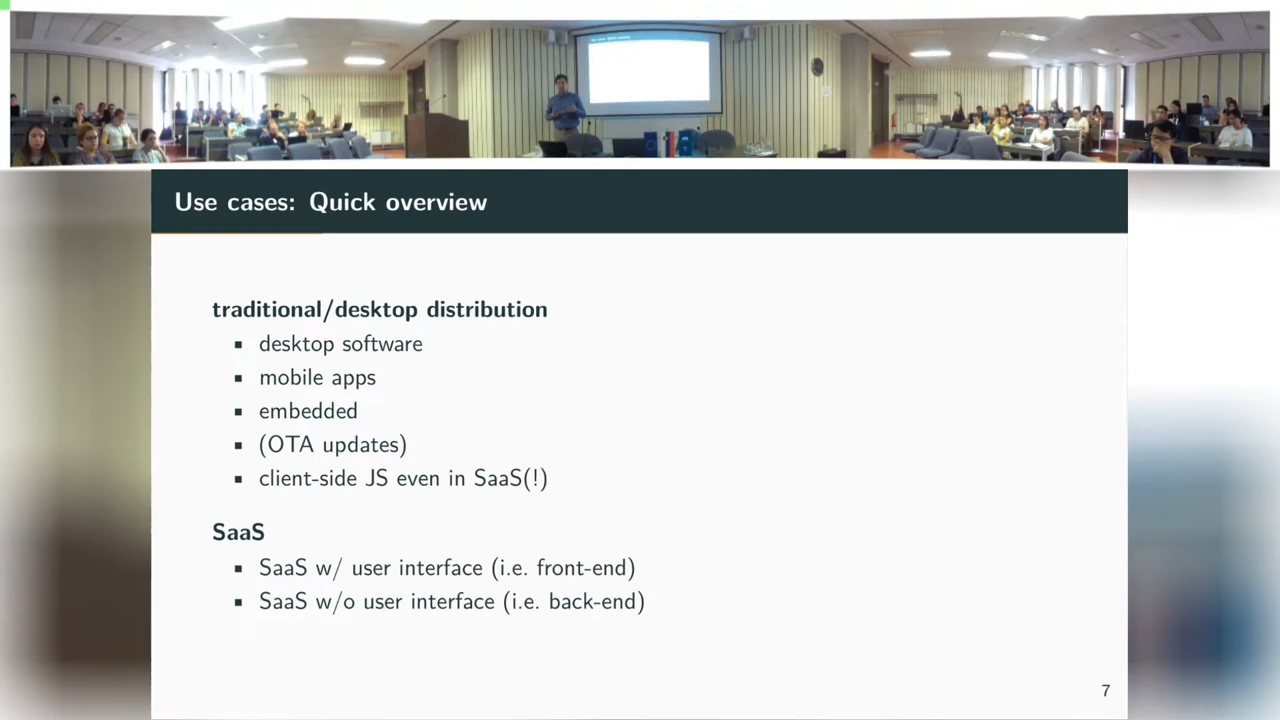 Use cases: Quick overview
traditional/desktop distribution
▪ desktop software
▪ mobile apps
▪ embedded
▪ (OTA updates)
▪ client-side JS even in SaaS(!)
SaaS
▪ SaaS w/ user interface (i.e. front-end)
▪ SaaS w/o user interface (i.e. back-end)
7